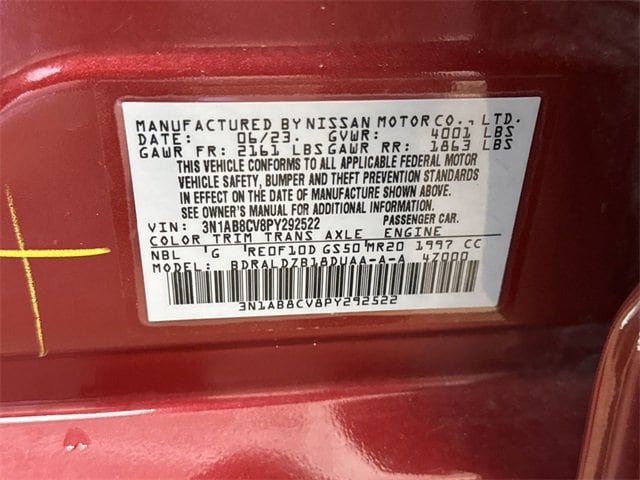 MANUFACTURED BY NISSAN MOTOR CO., LTD.
DATE: 06/23. GVWR: 4001 LBS
GAWR FR: 2161 LBS GAWR RR: 1863 LBS
THIS VEHICLE CONFORMS TO ALL APPLICABLE FEDERAL MOTOR
VEHICLE SAFETY, BUMPER AND THEFT PREVENTION STANDARDS
IN EFFECT ON THE DATE OF MANUFACTURE SHOWN ABOVE.
SEE OWNER'S MANUAL FOR ADDITIONAL INFORMATION.
VIN: 3N1AB8CV8PY292522 PASSENGER CAR.
COLOR TRIM TRANS AXLE ENGINE
NBL 'G 'RE0F10D GS50 MR20 1997 CC
MODEL: BDRALDZB18DUAA-A-A 47000
3N1AB8CV8PY292522